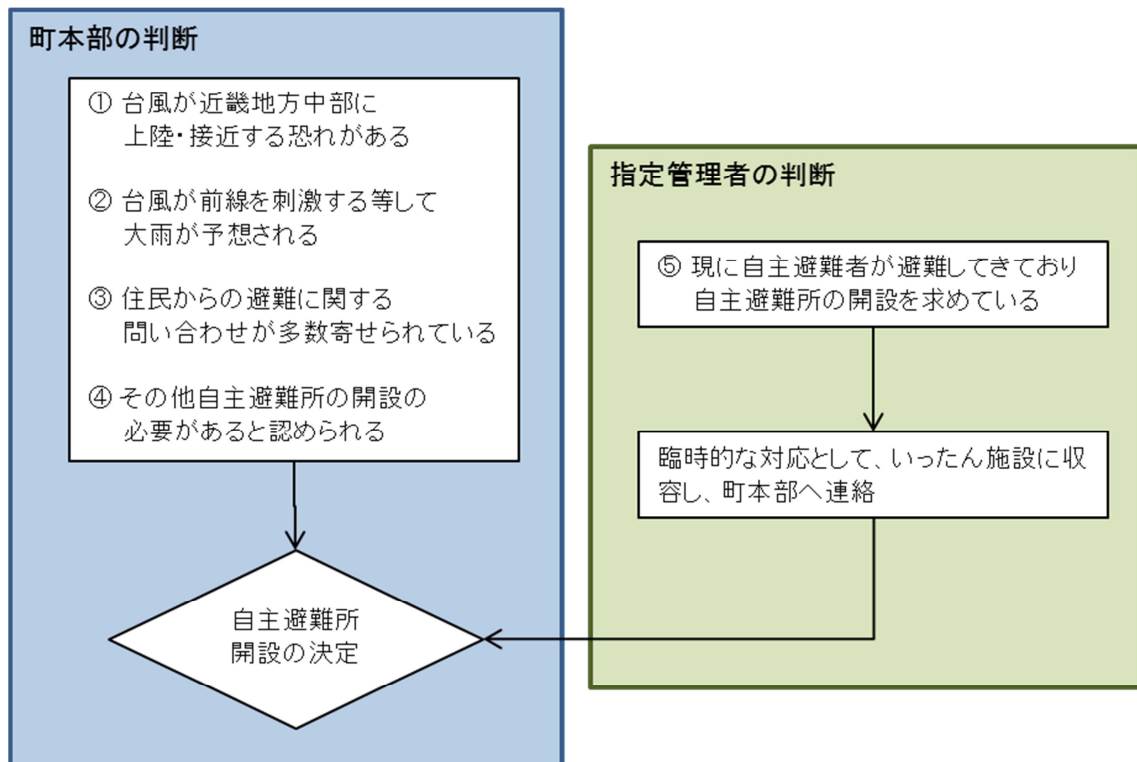 町本部の判断
① 台風が近畿地方中部に
上陸・接近する恐れがある
② 台風が前線を刺激する等して
大雨が予想される
③ 住民からの避難に関する
問い合わせが多数寄せられている
④ その他自主避難所の開設の
必要があると認められる
自主避難所
開設の決定
指定管理者の判断
⑤ 現に自主避難者が避難してきており
自主避難所の開設を求めている
臨時的な対応として、いったん施設に収
容し、町本部へ連絡